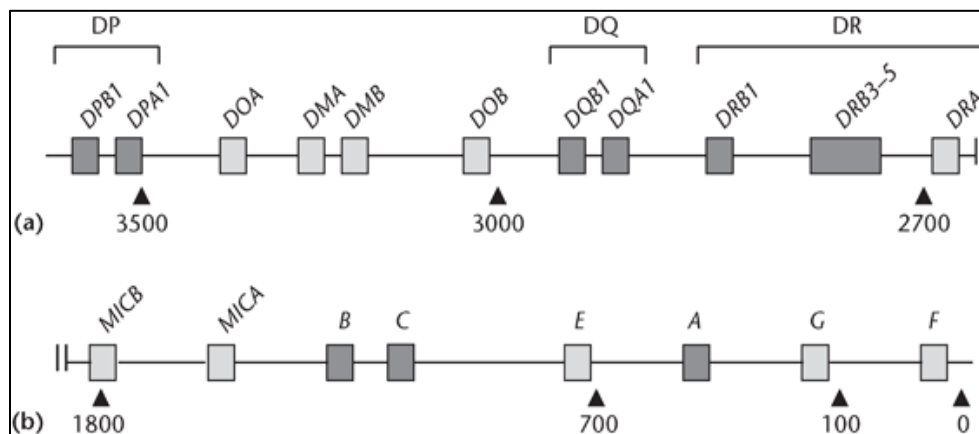 DP DQ DR
DPB1 DPA1 DOA DMA DMB DOB DQB1 DQA1 DRB1 DRB3–5 DRA
(a) 3500 3000 2700
MICB MICA B C E A G F
(b) 1800 700 100 0